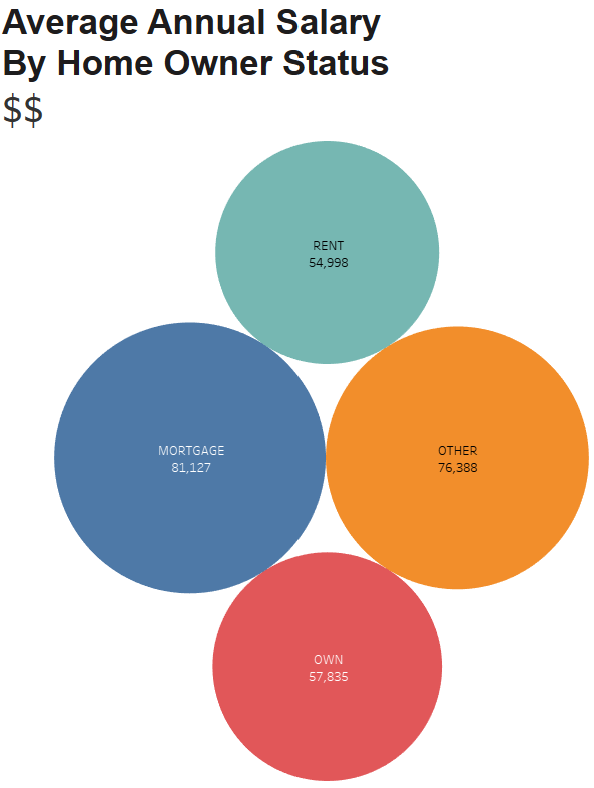 Average Annual Salary
By Home Owner Status
$$
RENT
54,998
MORTGAGE
81,127
OTHER
76,388
OWN
57,835